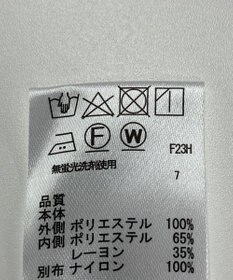 F W F23H
無蛍光洗剤使用 7
品質
本体
外側 ポリエステル 100%
内側 ポリエステル 65%
レーヨン 35%
別布 ナイロン 100%